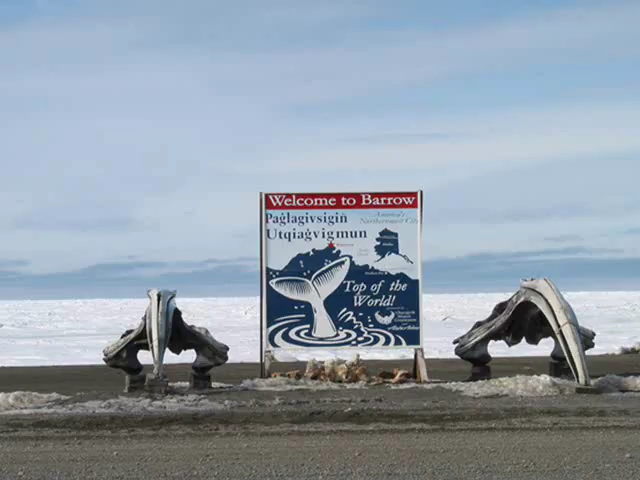 Welcome to Barrow
Paġlagivsigiñ
Utqiaġvigmun
America's
Northernmost City
Top of the
World!